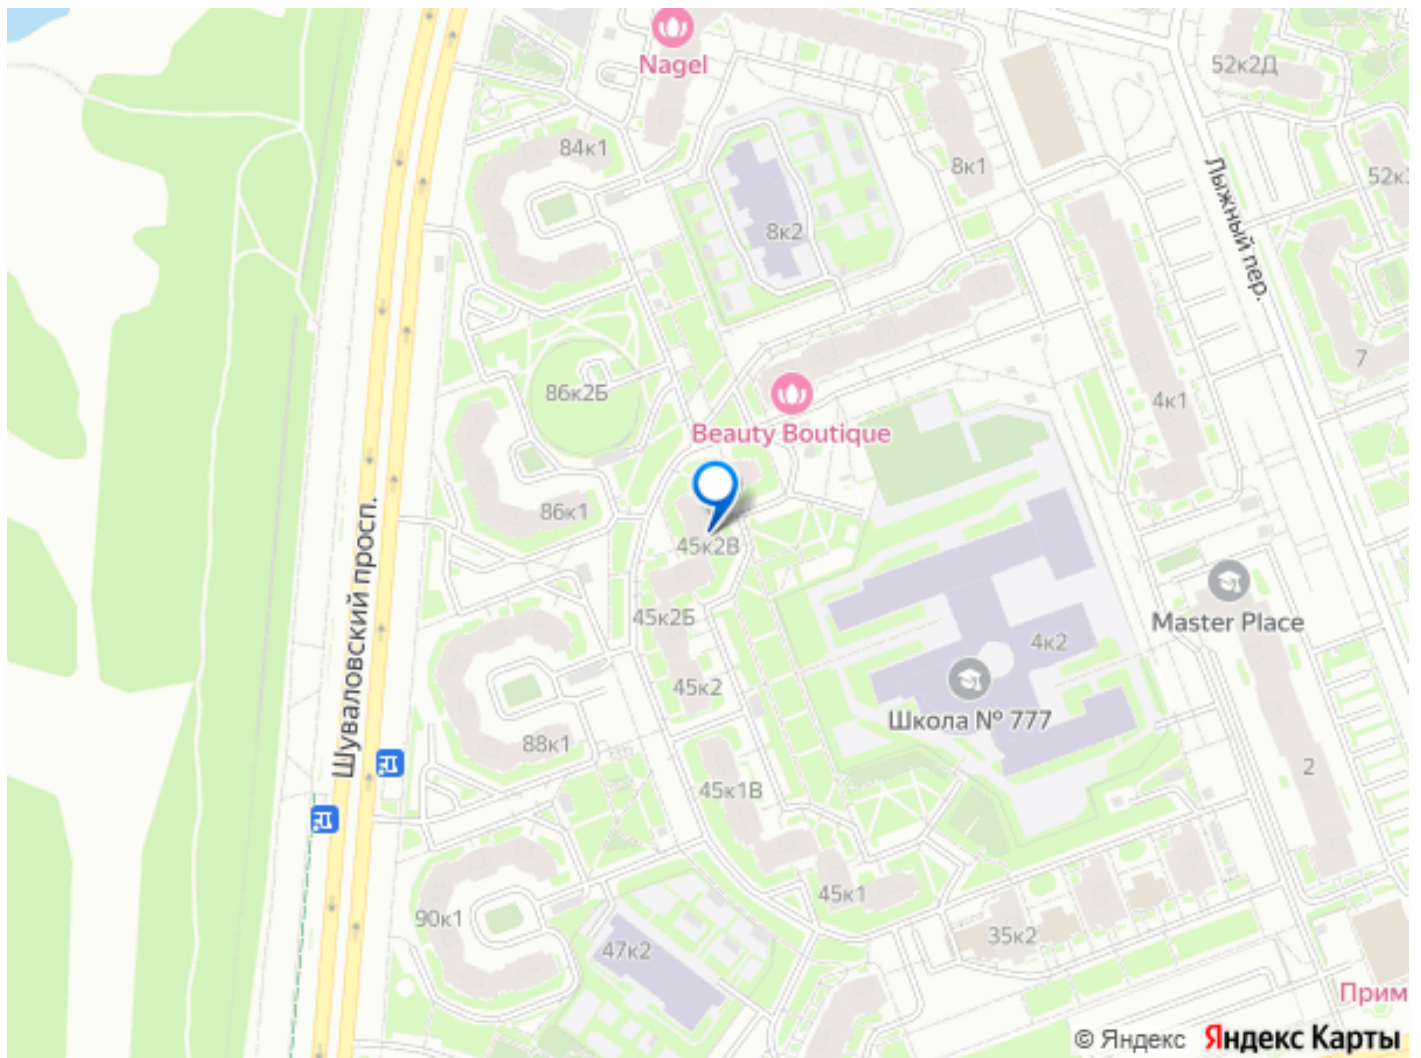 Nagel
52к2Д
84к1
8к1
52к3
8к2
Лыжный пер.
7
86к2Б
4к1
Beauty Boutique
86к1
Шуваловский просп.
45к2В
45к2Б
4к2
Master Place
45к2
Школа № 777
88к1
2
45к1В
45к1
90к1
35к2
47к2
Прим
© Яндекс Яндекс Карты